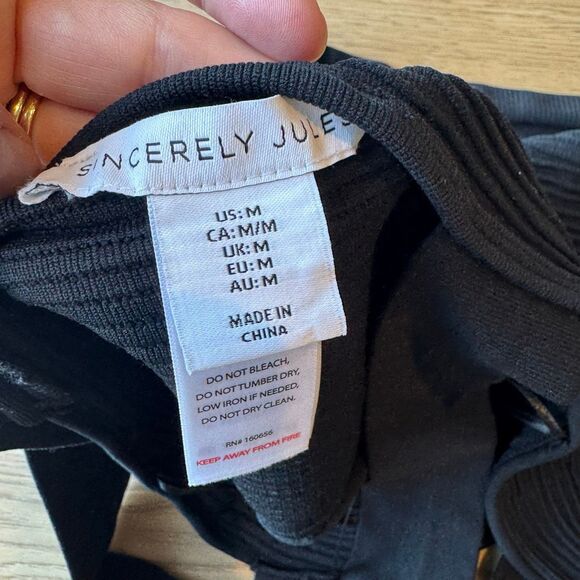 SINCERELY JULES
US: M
CA: M/M
UK: M
EU: M
AU: M
MADE IN
CHINA
DO NOT BLEACH,
DO NOT TUMBER DRY,
LOW IRON IF NEEDED,
DO NOT DRY CLEAN.
RN# 160656
KEEP AWAY FROM FIRE